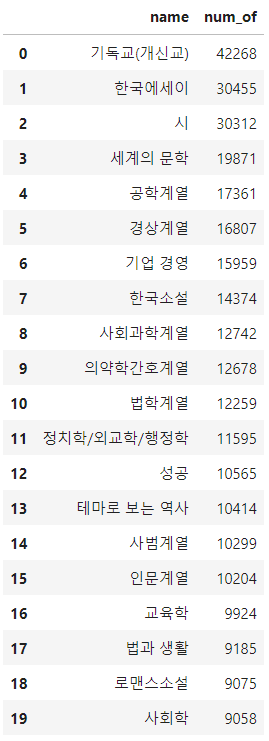 name num_of
0 기독교(개신교) 42268
1 한국에세이 30455
2 시 30312
3 세계의 문학 19871
4 공학계열 17361
5 경상계열 16807
6 기업 경영 15959
7 한국소설 14374
8 사회과학계열 12742
9 의약학간호계열 12678
10 법학계열 12259
11 정치학/외교학/행정학 11595
12 성공 10565
13 테마로 보는 역사 10414
14 사범계열 10299
15 인문계열 10204
16 교육학 9924
17 법과 생활 9185
18 로맨스소설 9075
19 사회학 9058